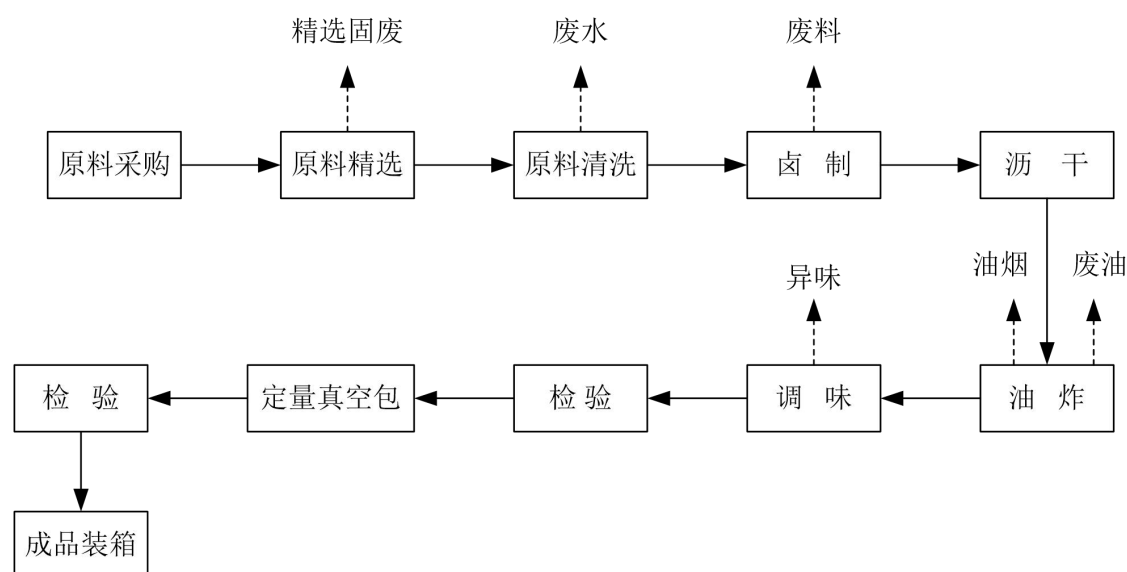 精选固废 废水 废料
原料采购 原料精选 原料清洗 卤 制 沥 干
异味 油烟 废油
检 验 定量真空包 检 验 调 味 油 炸
成品装箱